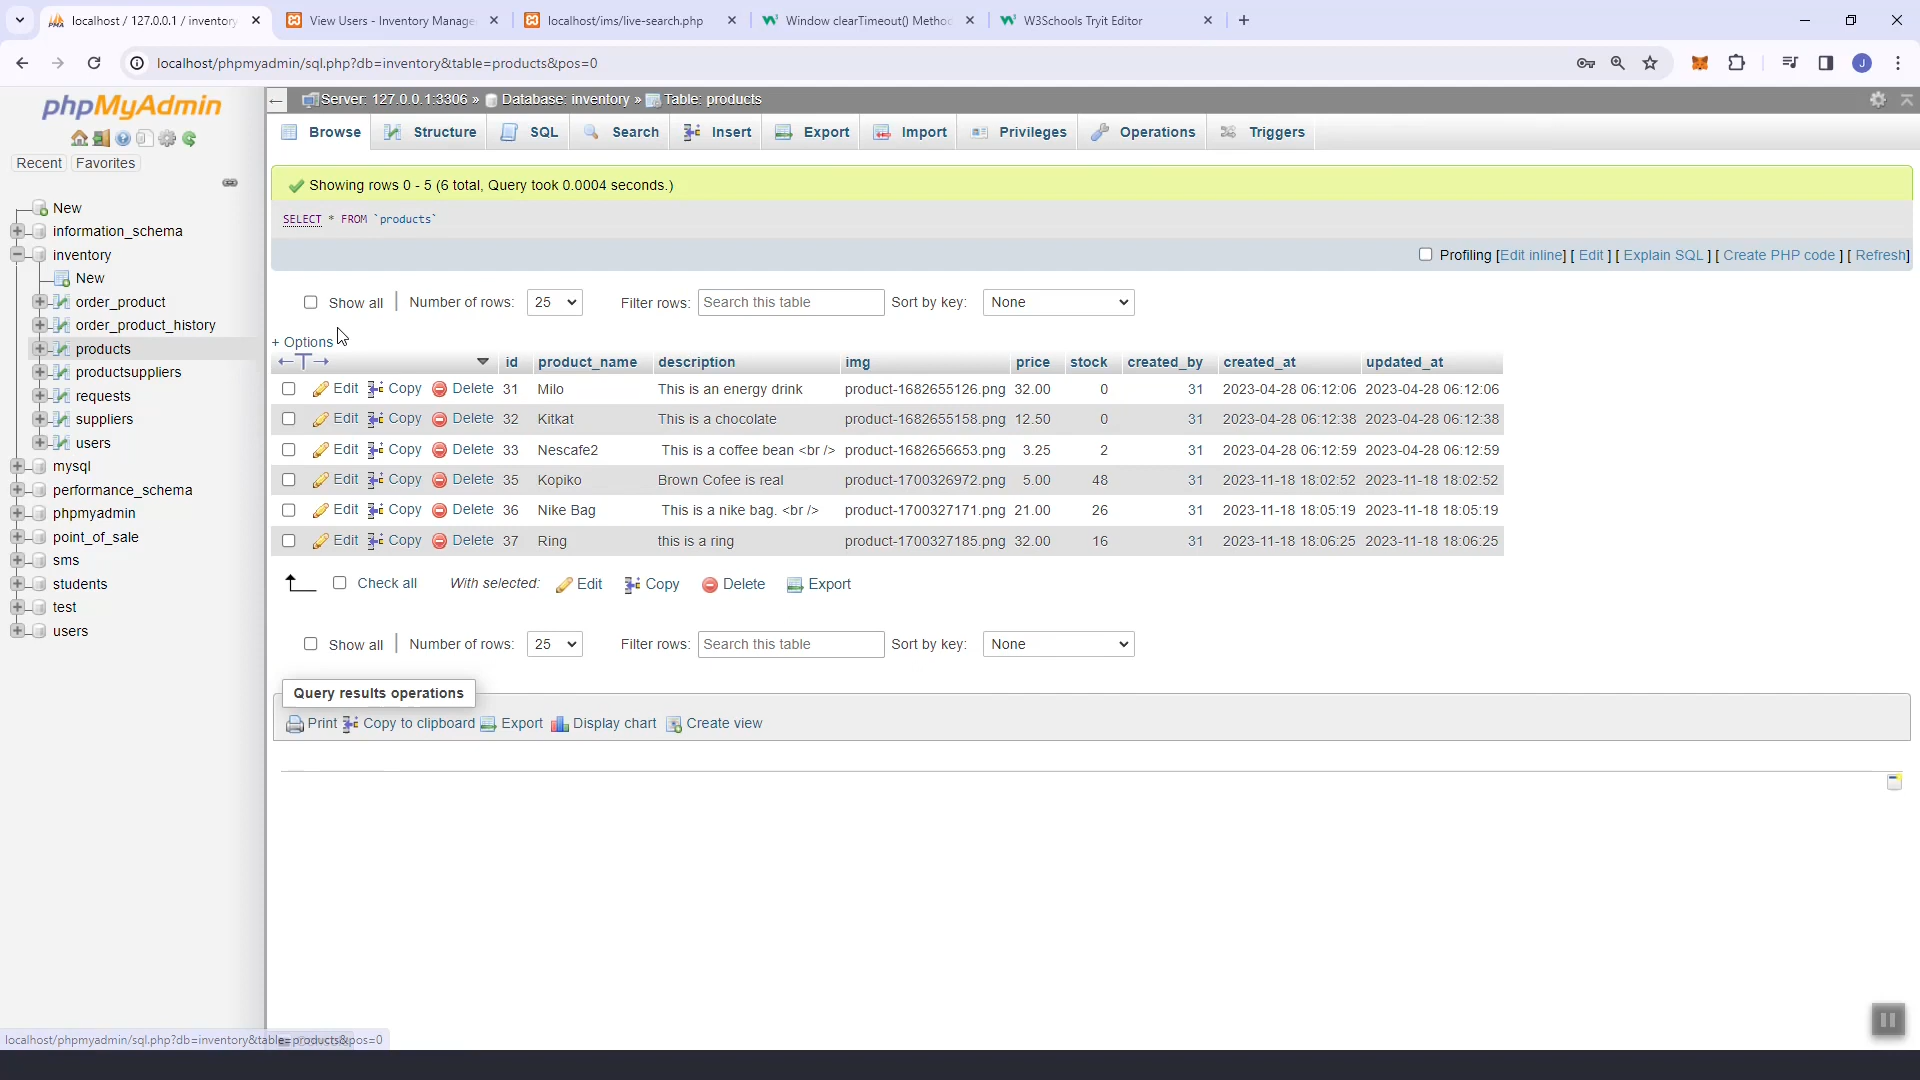 localhost / 127.0.0.1 / inventory
View Users - Inventory Manage
localhost/ims/live-search.php
Window clearTimeout() Metho
W3Schools Tryit Editor
localhost/phpmyadmin/sql.php?db=inventory&table=products&pos=0
J
phpMyAdmin
Server: 127.0.0.1:3306 » Database: inventory » Table: products
Browse Structure SQL Search Insert Export Import Privileges Operations Triggers
Recent Favorites
New
information_schema
inventory
New
order_product
order_product_history
products
productsuppliers
requests
suppliers
users
mysql
performance_schema
phpmyadmin
point_of_sale
sms
students
test
users
Showing rows 0 - 5 (6 total, Query took 0.0004 seconds.)
SELECT * FROM `products`
Profiling [Edit inline] [ Edit ] [ Explain SQL ] [ Create PHP code ] [ Refresh]
Show all Number of rows: 25 Filter rows: Search this table Sort by key: None
+ Options
←T→ id product_name description img price stock created_by created_at updated_at
Edit Copy Delete 31 Milo This is an energy drink product-1682655126.png 32.00 0 31 2023-04-28 06:12:06 2023-04-28 06:12:06
Edit Copy Delete 32 Kitkat This is a chocolate product-1682655158.png 12.50 0 31 2023-04-28 06:12:38 2023-04-28 06:12:38
Edit Copy Delete 33 Nescafe2 This is a coffee bean <br /> product-1682656653.png 3.25 2 31 2023-04-28 06:12:59 2023-04-28 06:12:59
Edit Copy Delete 35 Kopiko Brown Cofee is real product-1700326972.png 5.00 48 31 2023-11-18 18:02:52 2023-11-18 18:02:52
Edit Copy Delete 36 Nike Bag This is a nike bag. <br /> product-1700327171.png 21.00 26 31 2023-11-18 18:05:19 2023-11-18 18:05:19
Edit Copy Delete 37 Ring this is a ring product-1700327185.png 32.00 16 31 2023-11-18 18:06:25 2023-11-18 18:06:25
Check all With selected: Edit Copy Delete Export
Show all Number of rows: 25 Filter rows: Search this table Sort by key: None
Query results operations
Print Copy to clipboard Export Display chart Create view
localhost/phpmyadmin/sql.php?db=inventory&table=products&pos=0